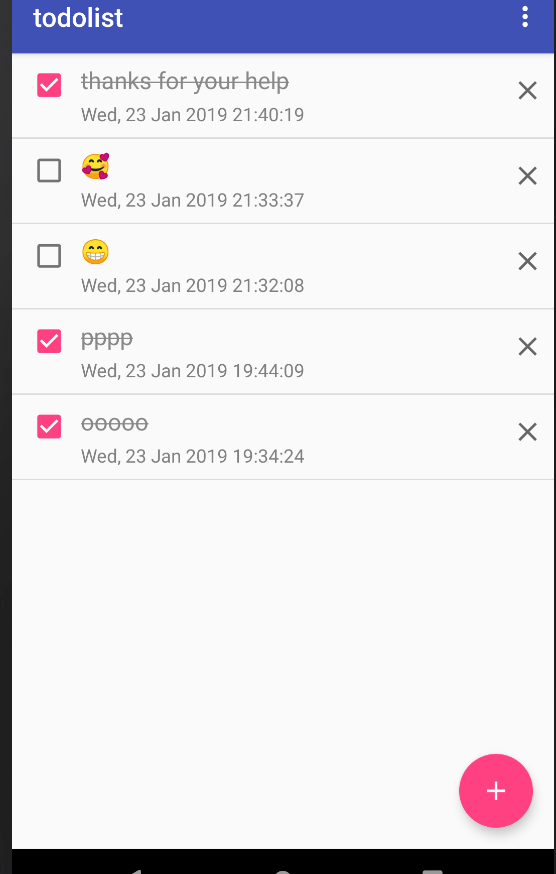 todolist
thanks for your help
Wed, 23 Jan 2019 21:40:19
🥰
Wed, 23 Jan 2019 21:33:37
😁
Wed, 23 Jan 2019 21:32:08
pppp
Wed, 23 Jan 2019 19:44:09
ooooo
Wed, 23 Jan 2019 19:34:24